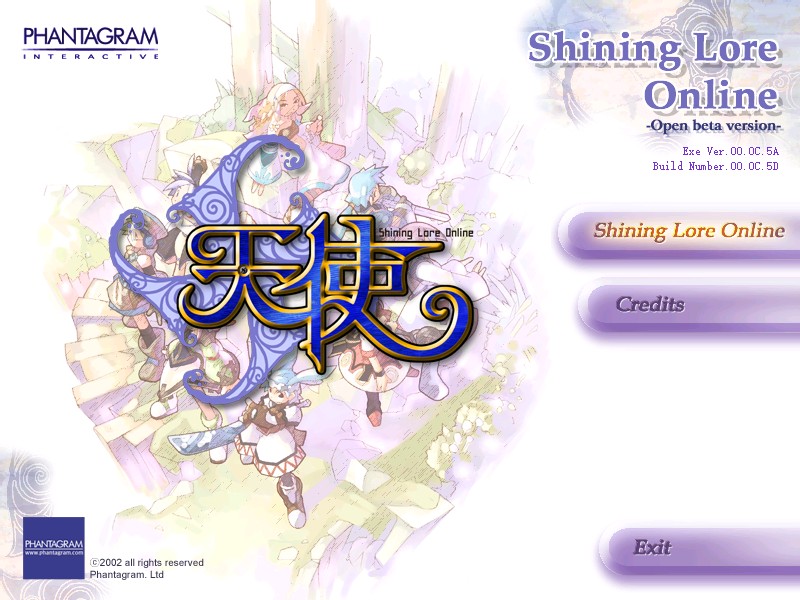 PHANTAGRAM
INTERACTIVE
Shining Lore
Online
-Open beta version-
Exe Ver.00.0C.5A
Build Number.00.0C.5D
Shining Lore Online
天使
Shining Lore Online
Credits
Exit
PHANTAGRAM
www.phantagram.com
ⓒ2002 all rights reserved
Phantagram. Ltd